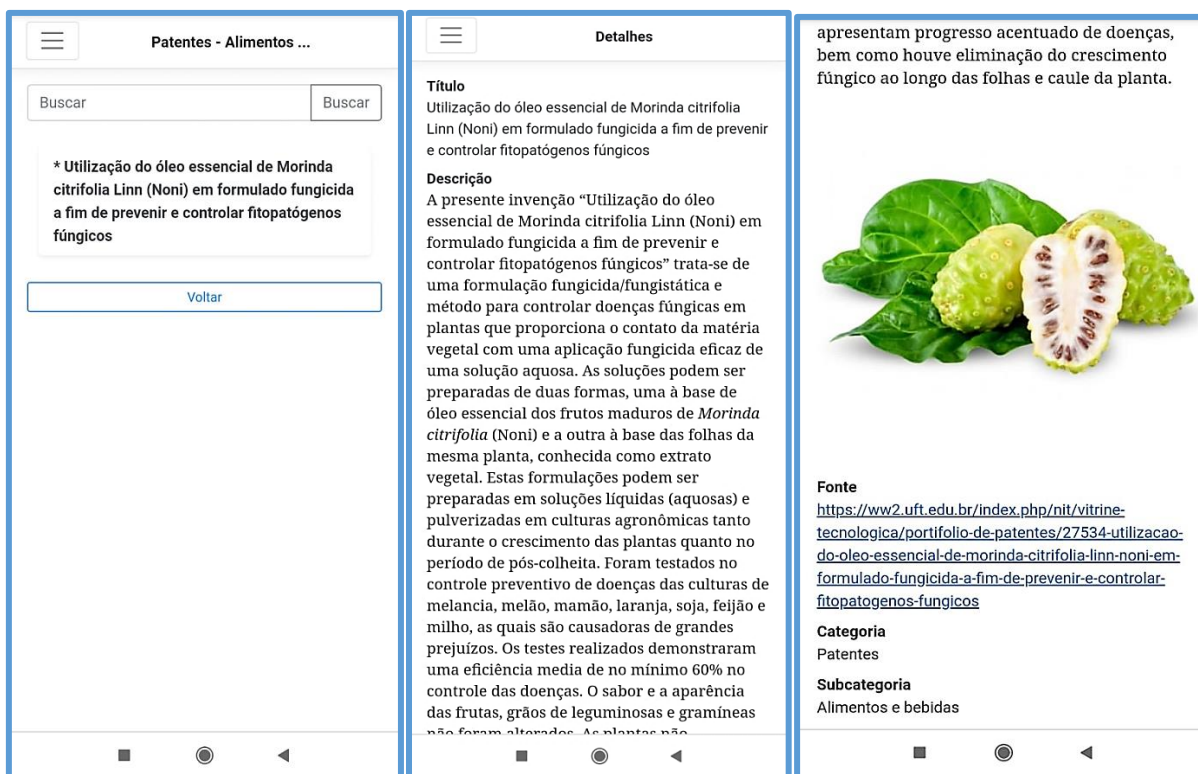 Patentes - Alimentos ...
Buscar
Buscar
* Utilização do óleo essencial de Morinda
citrifolia Linn (Noni) em formulado fungicida
a fim de prevenir e controlar fitopatógenos
fúngicos
Voltar
Detalhes
Título
Utilização do óleo essencial de Morinda citrifolia
Linn (Noni) em formulado fungicida a fim de prevenir
e controlar fitopatógenos fúngicos
Descrição
A presente invenção “Utilização do óleo
essencial de Morinda citrifolia Linn (Noni) em
formulado fungicida a fim de prevenir e
controlar fitopatógenos fúngicos” trata-se de
uma formulação fungicida/fungistática e
método para controlar doenças fúngicas em
plantas que proporciona o contato da matéria
vegetal com uma aplicação fungicida eficaz de
uma solução aquosa. As soluções podem ser
preparadas de duas formas, uma à base de
óleo essencial dos frutos maduros de Morinda
citrifolia (Noni) e a outra à base das folhas da
mesma planta, conhecida como extrato
vegetal. Estas formulações podem ser
preparadas em soluções líquidas (aquosas) e
pulverizadas em culturas agronômicas tanto
durante o crescimento das plantas quanto no
período de pós-colheita. Foram testados no
controle preventivo de doenças das culturas de
melancia, melão, mamão, laranja, soja, feijão e
milho, as quais são causadoras de grandes
prejuízos. Os testes realizados demonstraram
uma eficiência media de no mínimo 60% no
controle das doenças. O sabor e a aparência
das frutas, grãos de leguminosas e gramíneas
não foram alterados. As plantas não
apresentam progresso acentuado de doenças,
bem como houve eliminação do crescimento
fúngico ao longo das folhas e caule da planta.
Fonte
https://ww2.uft.edu.br/index.php/nit/vitrine-
tecnologica/portifolio-de-patentes/27534-utilizacao-
do-oleo-essencial-de-morinda-citrifolia-linn-noni-em-
formulado-fungicida-a-fim-de-prevenir-e-controlar-
fitopatogenos-fungicos
Categoria
Patentes
Subcategoria
Alimentos e bebidas